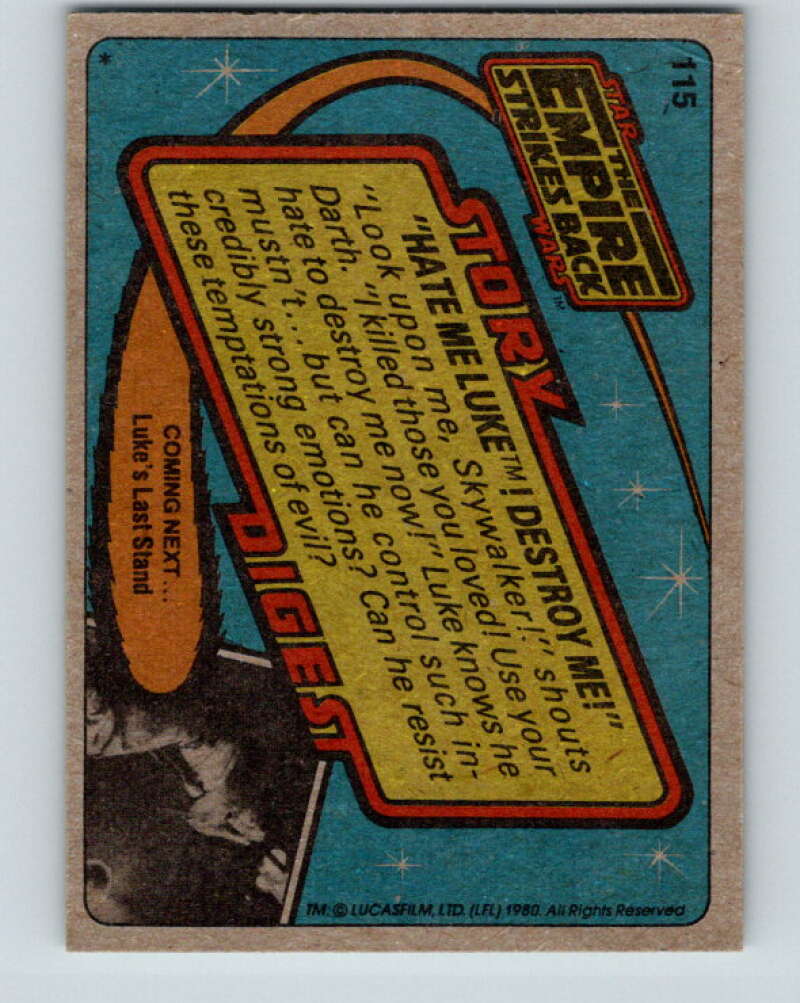 115
STAR
THE
EMPIRE
STRIKES BACK
WARS™
STORY
"HATE ME LUKE™! DESTROY ME!"
"Look upon me, Skywalker!" shouts
Darth. "I killed those you loved! Use your
hate to destroy me now!" Luke knows he
mustn't... but can he control such in-
credibly strong emotions? Can he resist
these temptations of evil?
DIGEST
COMING NEXT...
Luke's Last Stand
*
TM: © LUCASFILM, LTD. (LFL) 1980. All Rights Reserved